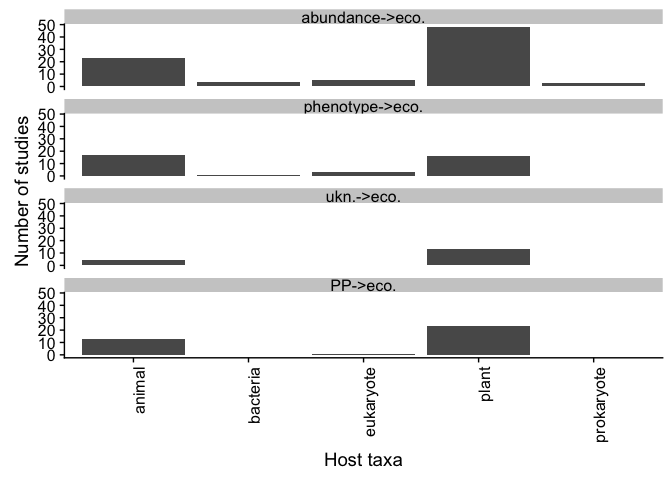 abundance->eco.
50
40
30
20
10
0
phenotype->eco.
50
40
30
20
10
0
ukn.->eco.
50
40
30
20
10
0
PP->eco.
50
40
30
20
10
0
Number of studies
animal
bacteria
eukaryote
plant
prokaryote
Host taxa